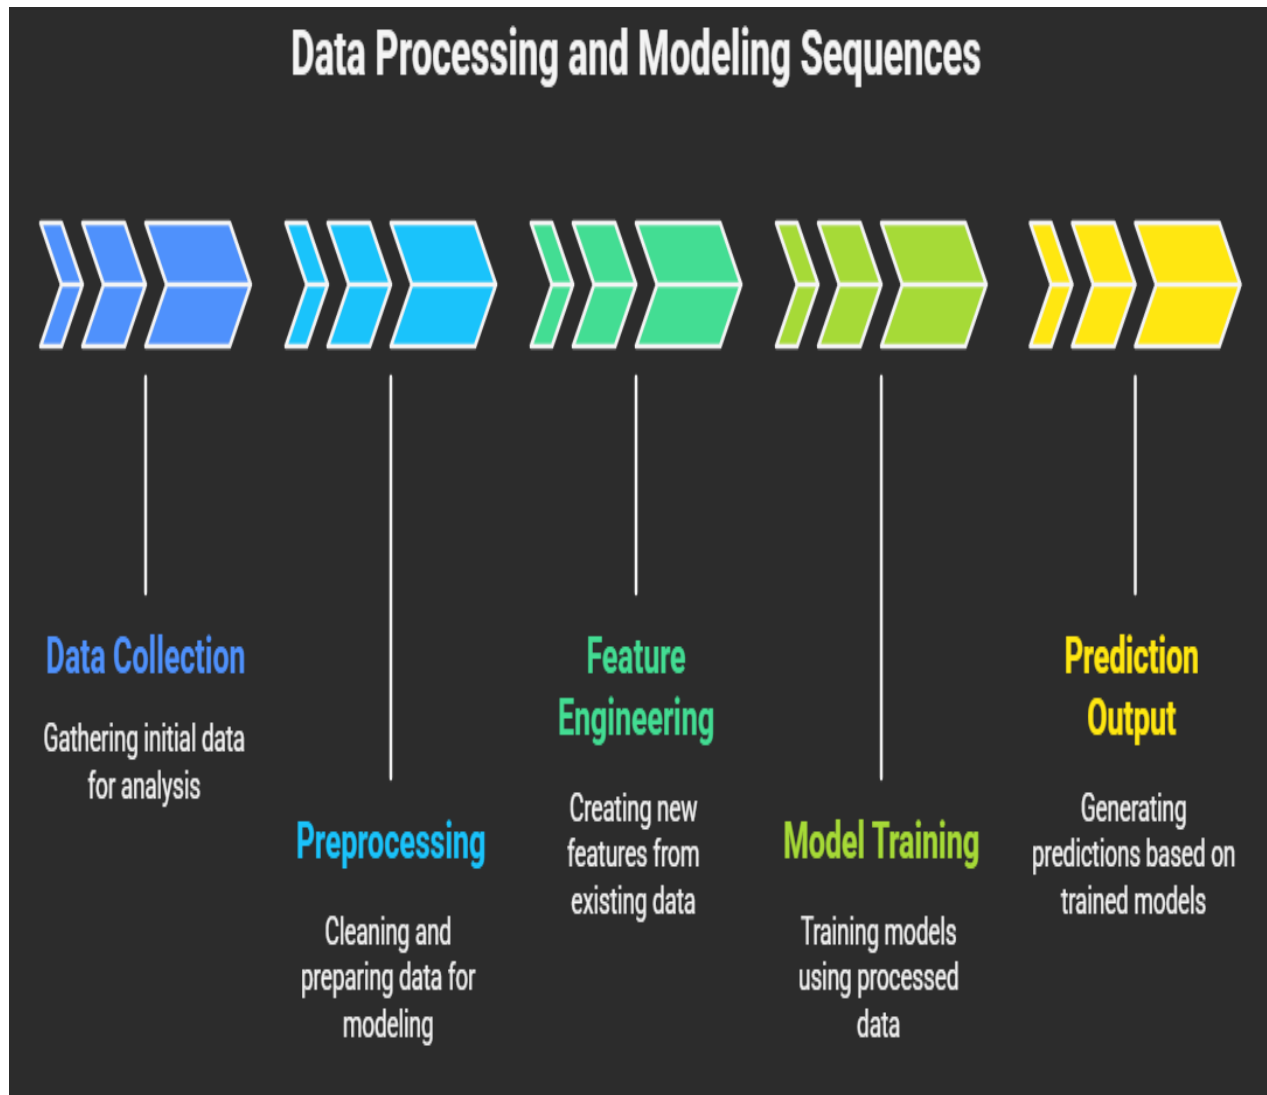 Data Processing and Modeling Sequences
Data Collection
Gathering initial data
for analysis
Preprocessing
Cleaning and
preparing data for
modeling
Feature
Engineering
Creating new
features from
existing data
Model Training
Training models
using processed
data
Prediction
Output
Generating
predictions based on
trained models